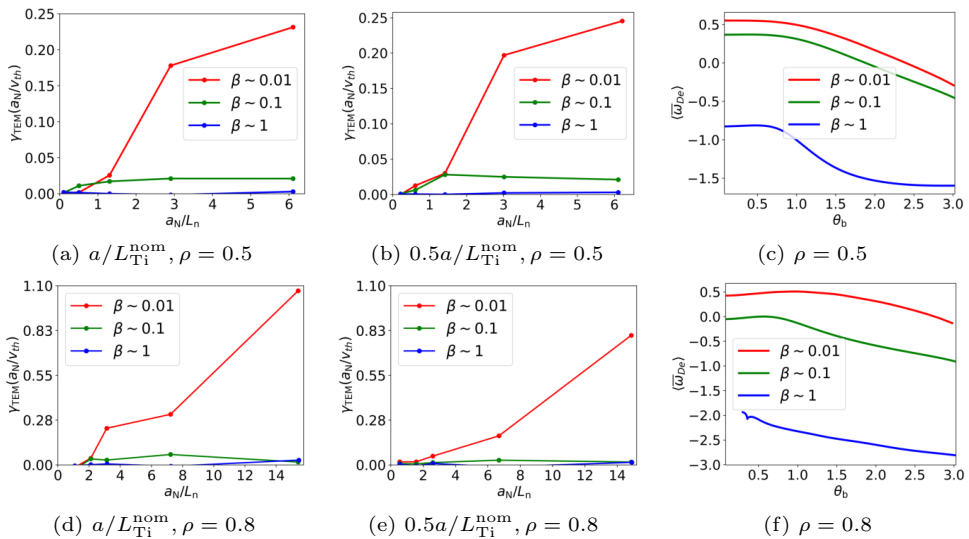 0.25
0.20
0.15
0.10
0.05
0.00
γTEM(aN/vth)
β ~ 0.01
β ~ 0.1
β ~ 1
0 1 2 3 4 5 6
aN/Ln
(a) a/L_Ti^nom, ρ = 0.5
0.25
0.20
0.15
0.10
0.05
0.00
γTEM(aN/vth)
β ~ 0.01
β ~ 0.1
β ~ 1
0 1 2 3 4 5 6
aN/Ln
(b) 0.5a/L_Ti^nom, ρ = 0.5
0.5
0.0
−0.5
−1.0
−1.5
⟨ω̅De⟩
β ~ 0.01
β ~ 0.1
β ~ 1
0.5 1.0 1.5 2.0 2.5 3.0
θb
(c) ρ = 0.5
1.10
0.83
0.55
0.28
0.00
γTEM(aN/vth)
β ~ 0.01
β ~ 0.1
β ~ 1
0 2 4 6 8 10 12 14
aN/Ln
(d) a/L_Ti^nom, ρ = 0.8
1.10
0.83
0.55
0.28
0.00
γTEM(aN/vth)
β ~ 0.01
β ~ 0.1
β ~ 1
0 2 4 6 8 10 12 14
aN/Ln
(e) 0.5a/L_Ti^nom, ρ = 0.8
0.5
0.0
−0.5
−1.0
−1.5
−2.0
−2.5
−3.0
⟨ω̅De⟩
β ~ 0.01
β ~ 0.1
β ~ 1
0.5 1.0 1.5 2.0 2.5 3.0
θb
(f) ρ = 0.8